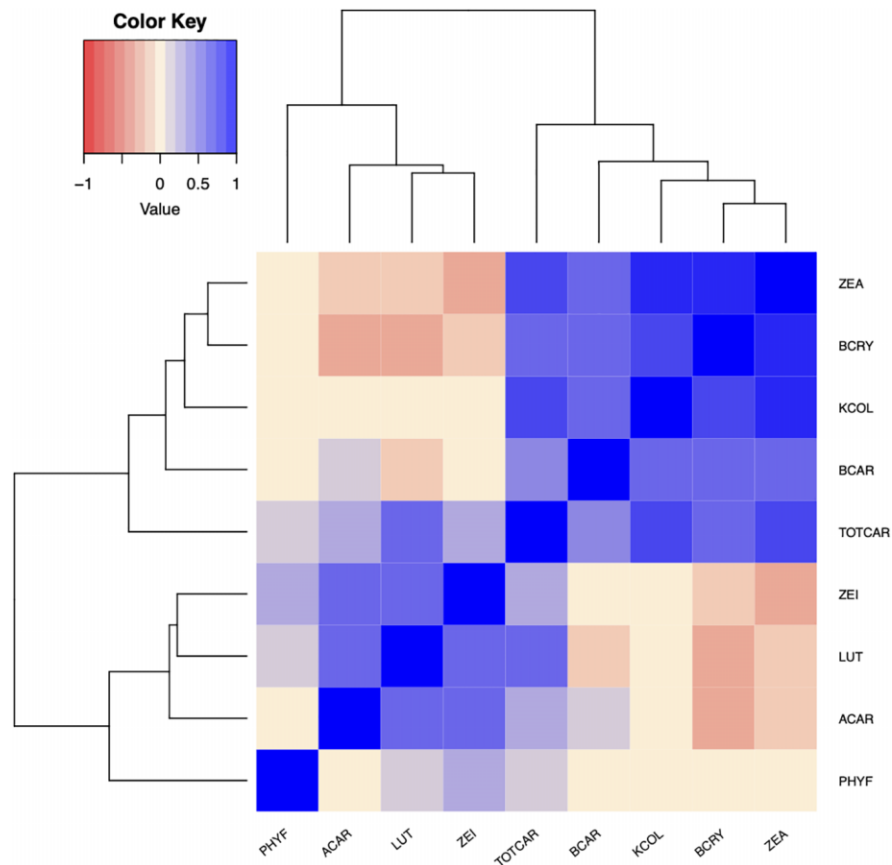 Color Key
−1 0 0.5 1
Value
ZEA
BCRY
KCOL
BCAR
TOTCAR
ZEI
LUT
ACAR
PHYF
PHYF ACAR LUT ZEI TOTCAR BCAR KCOL BCRY ZEA